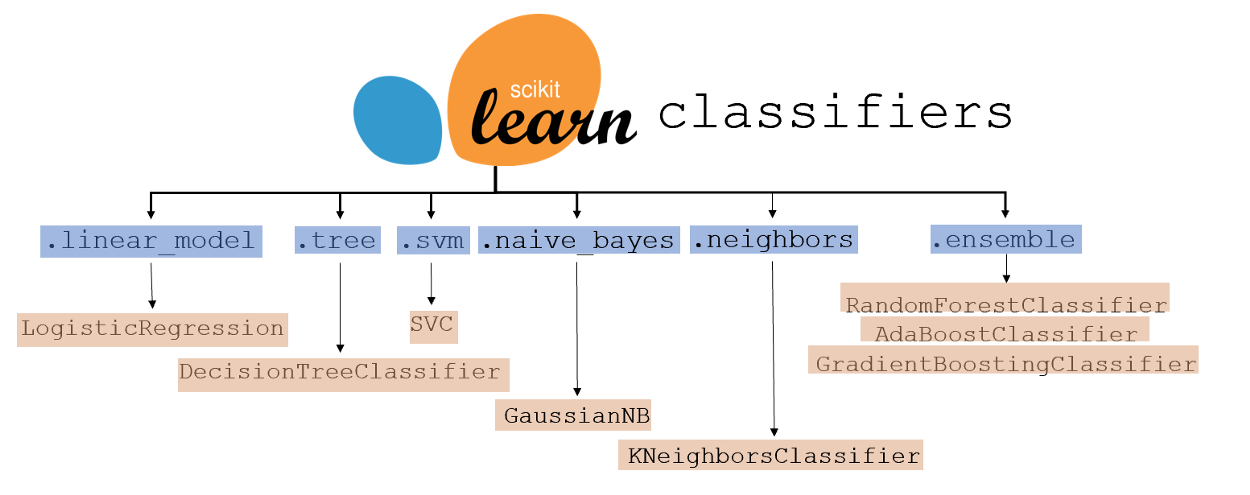 scikit
learn classifiers
.linear_model .tree .svm .naive_bayes .neighbors .ensemble
LogisticRegression
DecisionTreeClassifier
SVC
GaussianNB
KNeighborsClassifier
RandomForestClassifier
AdaBoostClassifier
GradientBoostingClassifier